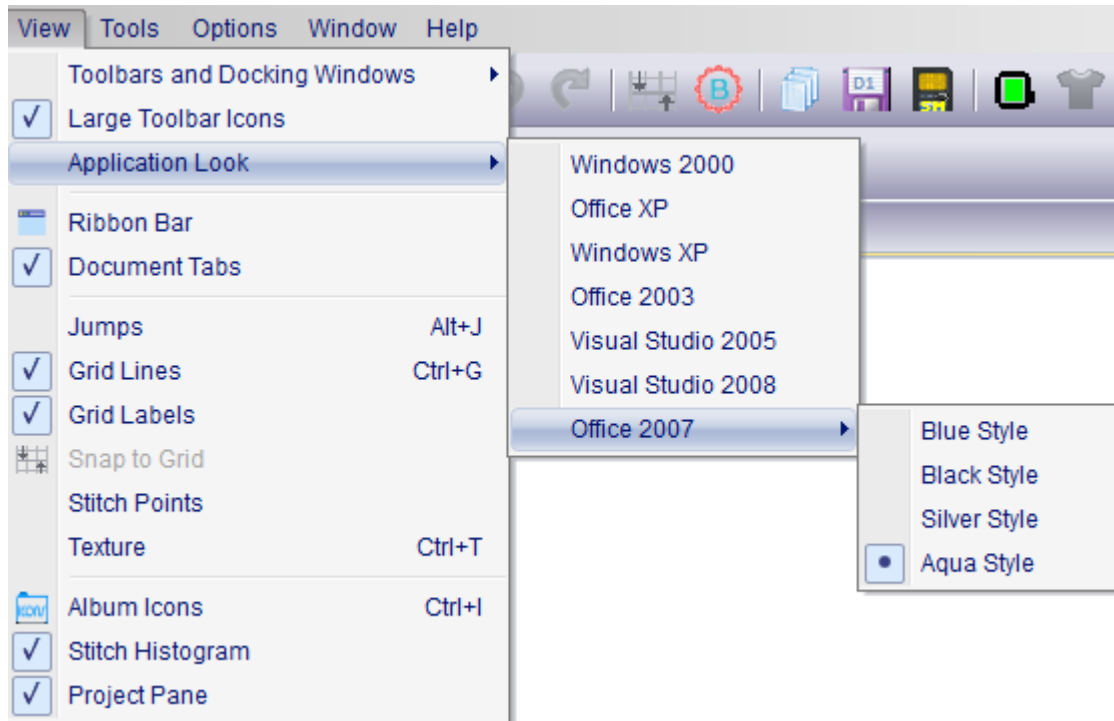 View Tools Options Window Help
Toolbars and Docking Windows
Large Toolbar Icons
Application Look
Ribbon Bar
Document Tabs
Jumps Alt+J
Grid Lines Ctrl+G
Grid Labels
Snap to Grid
Stitch Points
Texture Ctrl+T
Album Icons Ctrl+I
Stitch Histogram
Project Pane
B
D1
SH
Windows 2000
Office XP
Windows XP
Office 2003
Visual Studio 2005
Visual Studio 2008
Office 2007
Blue Style
Black Style
Silver Style
Aqua Style